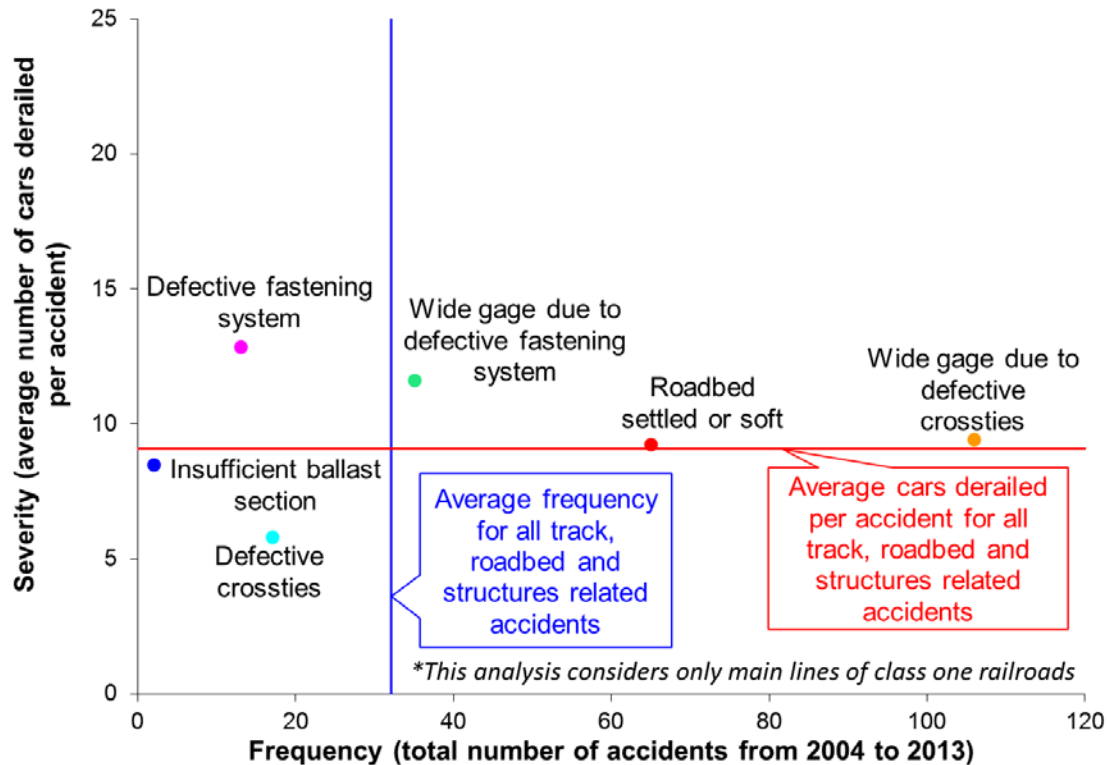 Severity (average number of cars derailed
per accident)
25
20
15
10
5
0
Defective fastening
system
Wide gage due to
defective fastening
system
Roadbed
settled or soft
Wide gage due to
defective
crossties
Insufficient ballast
section
Defective
crossties
Average frequency
for all track,
roadbed and
structures related
accidents
Average cars derailed
per accident for all
track, roadbed and
structures related
accidents
*This analysis considers only main lines of class one railroads
0
20
40
60
80
100
120
Frequency (total number of accidents from 2004 to 2013)